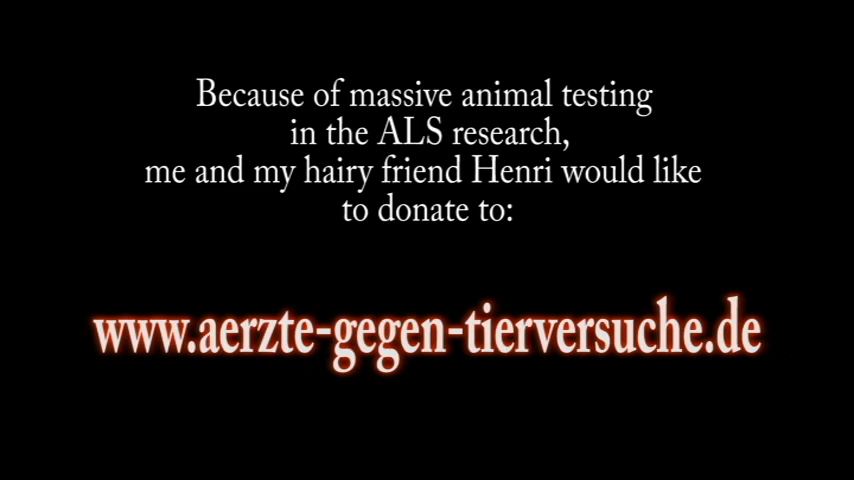 Because of massive animal testing
in the ALS research,
me and my hairy friend Henri would like
to donate to:
www.aerzte-gegen-tierversuche.de